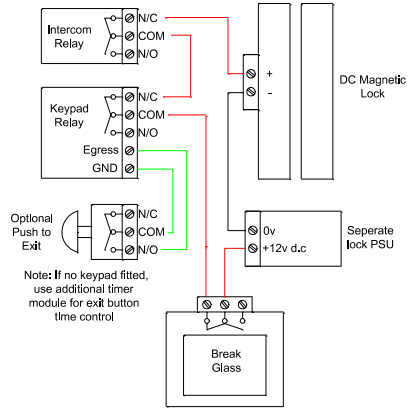 Intercom
Relay
N/C
COM
N/O
Keypad
Relay
N/C
COM
N/O
Egress
GND
+
-
DC Magnetic
Lock
Optional
Push to
Exit
N/C
COM
N/O
0v
+12v d.c
Seperate
lock PSU
Note: If no keypad fitted,
use additional timer
module for exit button
time control
Break
Glass